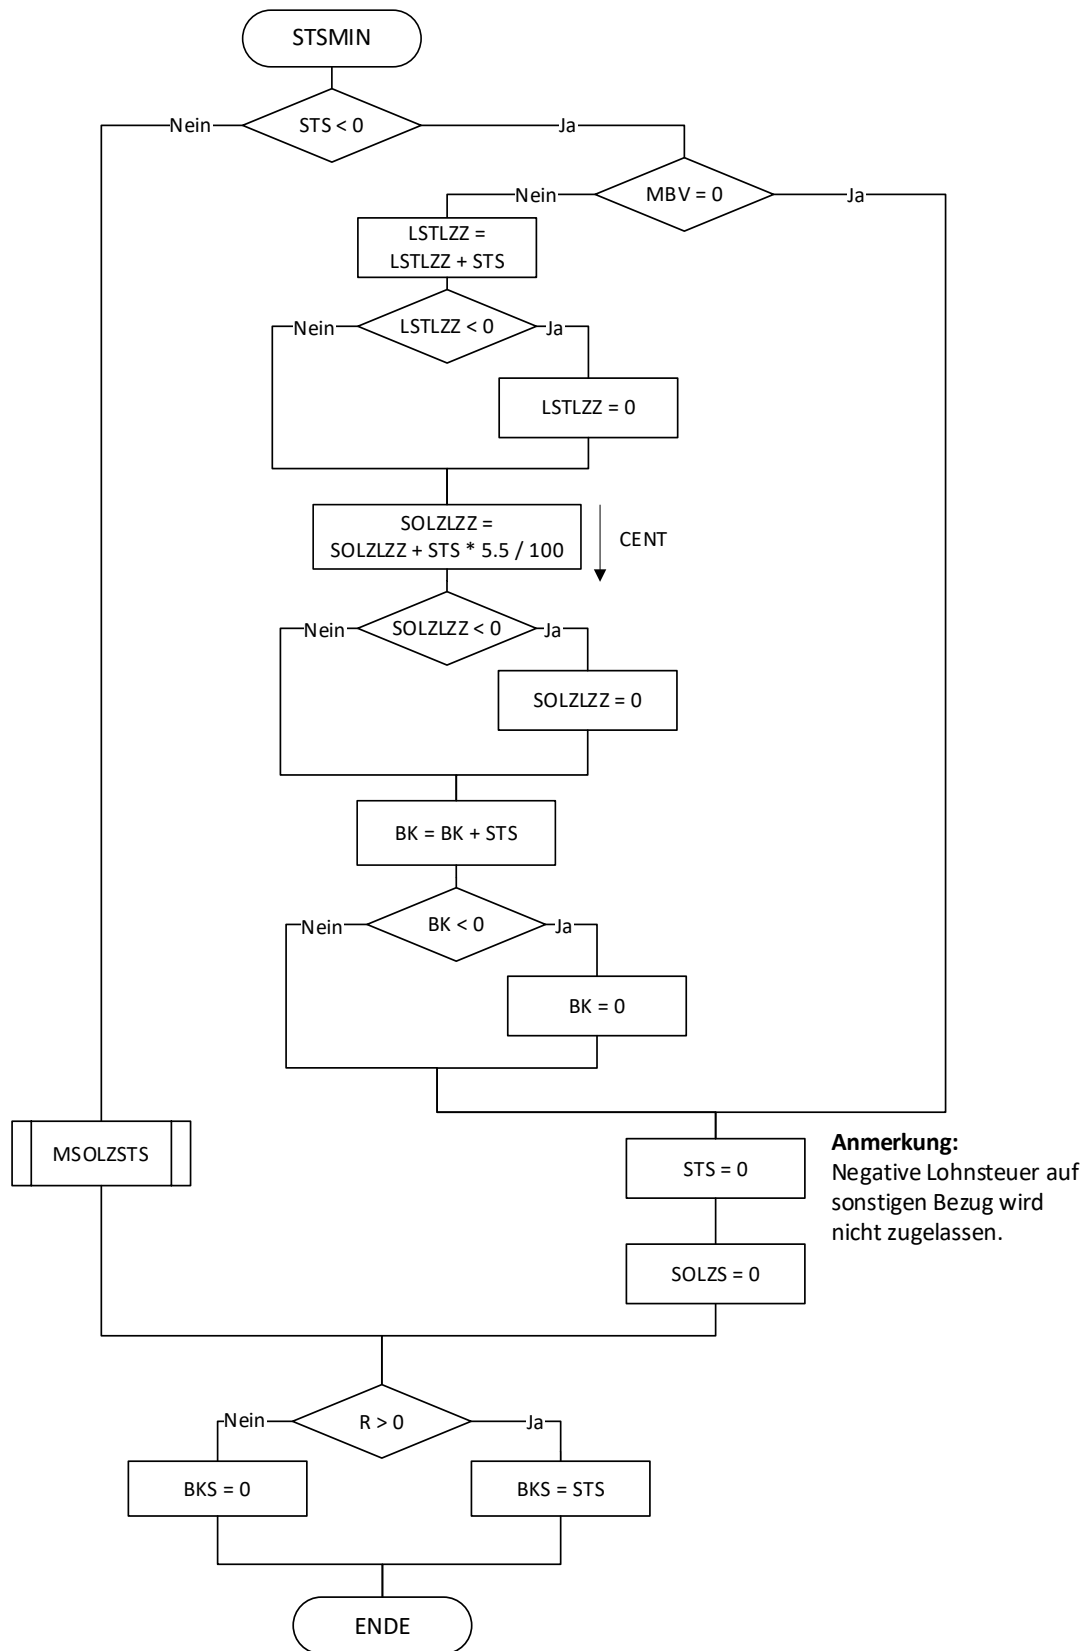 STSMIN
STS < 0
Nein
Ja
MBV = 0
Nein
Ja
LSTLZZ =
LSTLZZ + STS
LSTLZZ < 0
Nein
Ja
LSTLZZ = 0
SOLZLZZ =
SOLZLZZ + STS * 5.5 / 100
CENT
SOLZLZZ < 0
Nein
Ja
SOLZLZZ = 0
BK = BK + STS
BK < 0
Nein
Ja
BK = 0
MSOLZSTS
STS = 0
Anmerkung:
Negative Lohnsteuer auf
sonstigen Bezug wird
nicht zugelassen.
SOLZS = 0
R > 0
Nein
Ja
BKS = 0
BKS = STS
ENDE